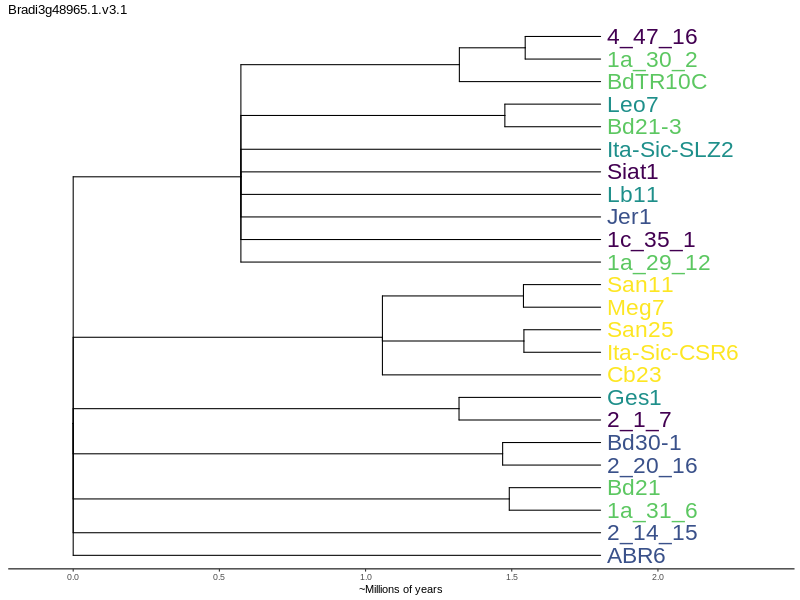 Bradi3g48965.1.v3.1
4_47_16
1a_30_2
BdTR10C
Leo7
Bd21-3
Ita-Sic-SLZ2
Siat1
Lb11
Jer1
1c_35_1
1a_29_12
San11
Meg7
San25
Ita-Sic-CSR6
Cb23
Ges1
2_1_7
Bd30-1
2_20_16
Bd21
1a_31_6
2_14_15
ABR6
0.0 0.5 1.0 1.5 2.0
~Millions of years